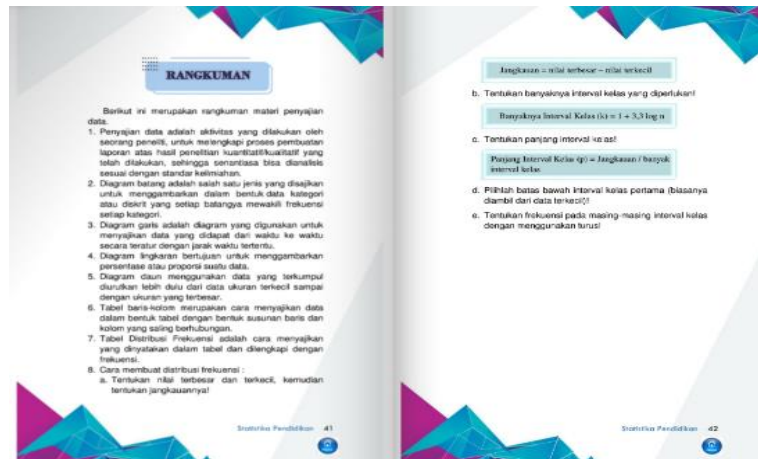 RANGKUMAN
Berikut ini merupakan rangkuman materi penyajian
data.
1. Penyajian data adalah aktivitas yang dilakukan oleh
seorang peneliti, untuk melengkapi proses pembuatan
laporan atas hasil penelitian kuantitatif/kualitatif yang
telah dilakukan, sehingga senantiasa bisa dianalisis
sesuai dengan standar keilmiahan.
2. Diagram batang adalah salah satu jenis yang disajikan
untuk menggambarkan dalam bentuk data kategori
atau diskrit yang setiap batangya mewakili frekuensi
setiap kategori.
3. Diagram garis adalah diagram yang digunakan untuk
menyajikan data yang didapat dari waktu ke waktu
secara teratur dengan jarak waktu tertentu.
4. Diagram lingkaran bertujuan untuk menggambarkan
persentase atau proporsi suatu data.
5. Diagram daun menggunakan data yang terkumpul
diurutkan lebih dulu dari data ukuran terkecil sampai
dengan ukuran yang terbesar.
6. Tabel baris-kolom merupakan cara menyajikan data
dalam bentuk tabel dengan bentuk susunan baris dan
kolom yang saling berhubungan.
7. Tabel Distribusi Frekuensi adalah cara menyajikan
yang dinyatakan dalam tabel dan dilengkapi dengan
frekuensi.
8. Cara membuat distribusi frekuensi :
a. Tentukan nilai terbesar dan terkecil, kemudian
tentukan jangkauannya!
Statistika Pendidikan 41
Jangkauan = nilai terbesar – nilai terkecil
b. Tentukan banyaknya interval kelas yang diperlukan!
Banyaknya Interval Kelas (k) = 1 + 3,3 log n
c. Tentukan panjang interval kelas!
Panjang Interval Kelas (p) = Jangkauan / banyak
interval kelas
d. Pilihlah batas bawah interval kelas pertama (biasanya
diambil dari data terkecil)!
e. Tentukan frekuensi pada masing-masing interval kelas
dengan menggunakan turus!
Statistika Pendidikan 42